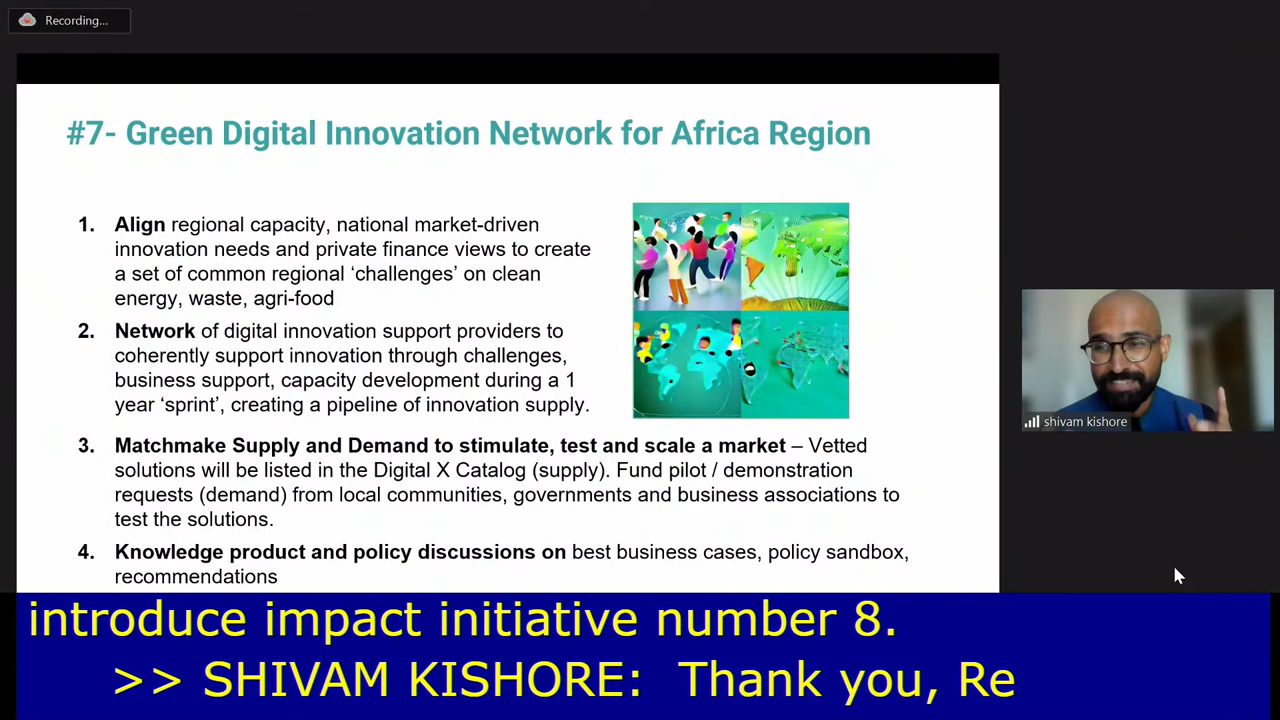 Recording...
#7- Green Digital Innovation Network for Africa Region
1. Align regional capacity, national market-driven
innovation needs and private finance views to create
a set of common regional ‘challenges’ on clean
energy, waste, agri-food
2. Network of digital innovation support providers to
coherently support innovation through challenges,
business support, capacity development during a 1
year ‘sprint’, creating a pipeline of innovation supply.
3. Matchmake Supply and Demand to stimulate, test and scale a market – Vetted
solutions will be listed in the Digital X Catalog (supply). Fund pilot / demonstration
requests (demand) from local communities, governments and business associations to
test the solutions.
4. Knowledge product and policy discussions on best business cases, policy sandbox,
recommendations
shivam kishore
introduce impact initiative number 8.
>> SHIVAM KISHORE: Thank you, Re